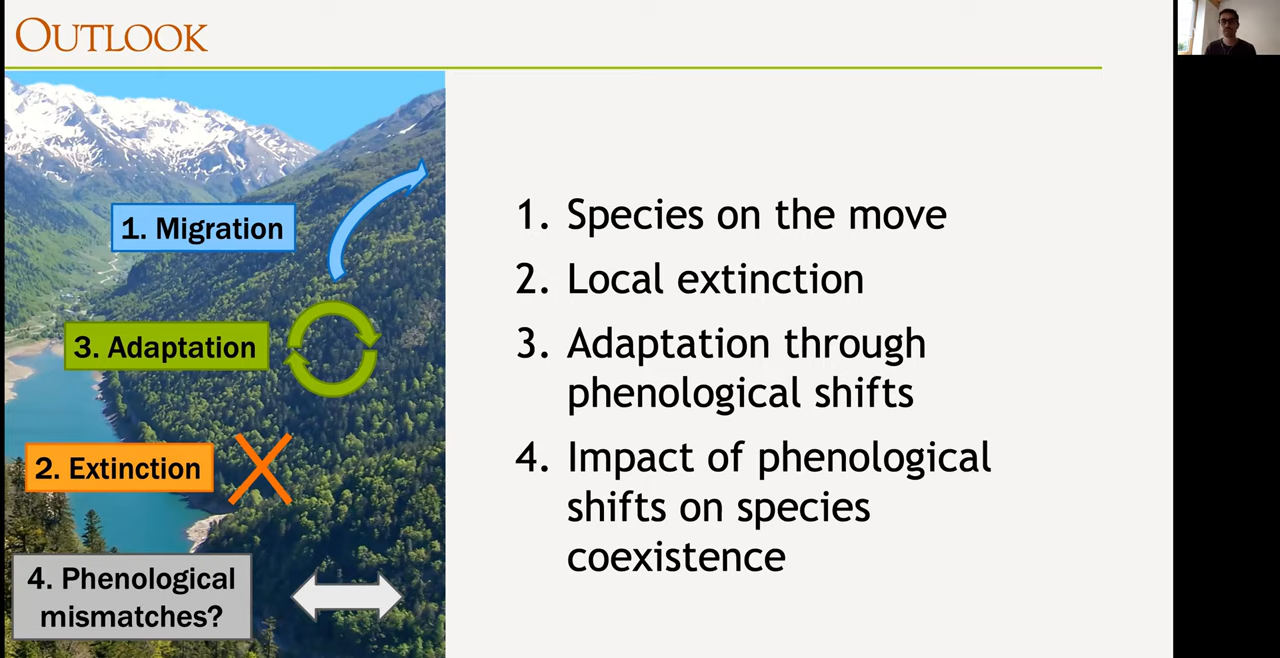 OUTLOOK
1. Migration
3. Adaptation
2. Extinction
4. Phenological
mismatches?
1. Species on the move
2. Local extinction
3. Adaptation through
phenological shifts
4. Impact of phenological
shifts on species
coexistence